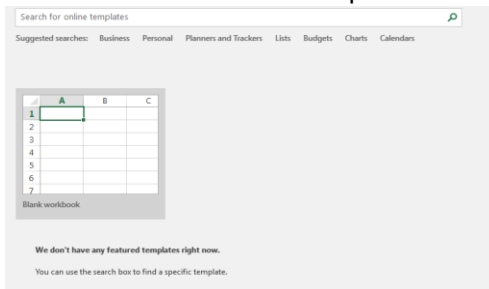 Search for online templates
Suggested searches: Business Personal Planners and Trackers Lists Budgets Charts Calendars
A B C
1
2
3
4
5
6
7
Blank workbook
We don't have any featured templates right now.
You can use the search box to find a specific template.